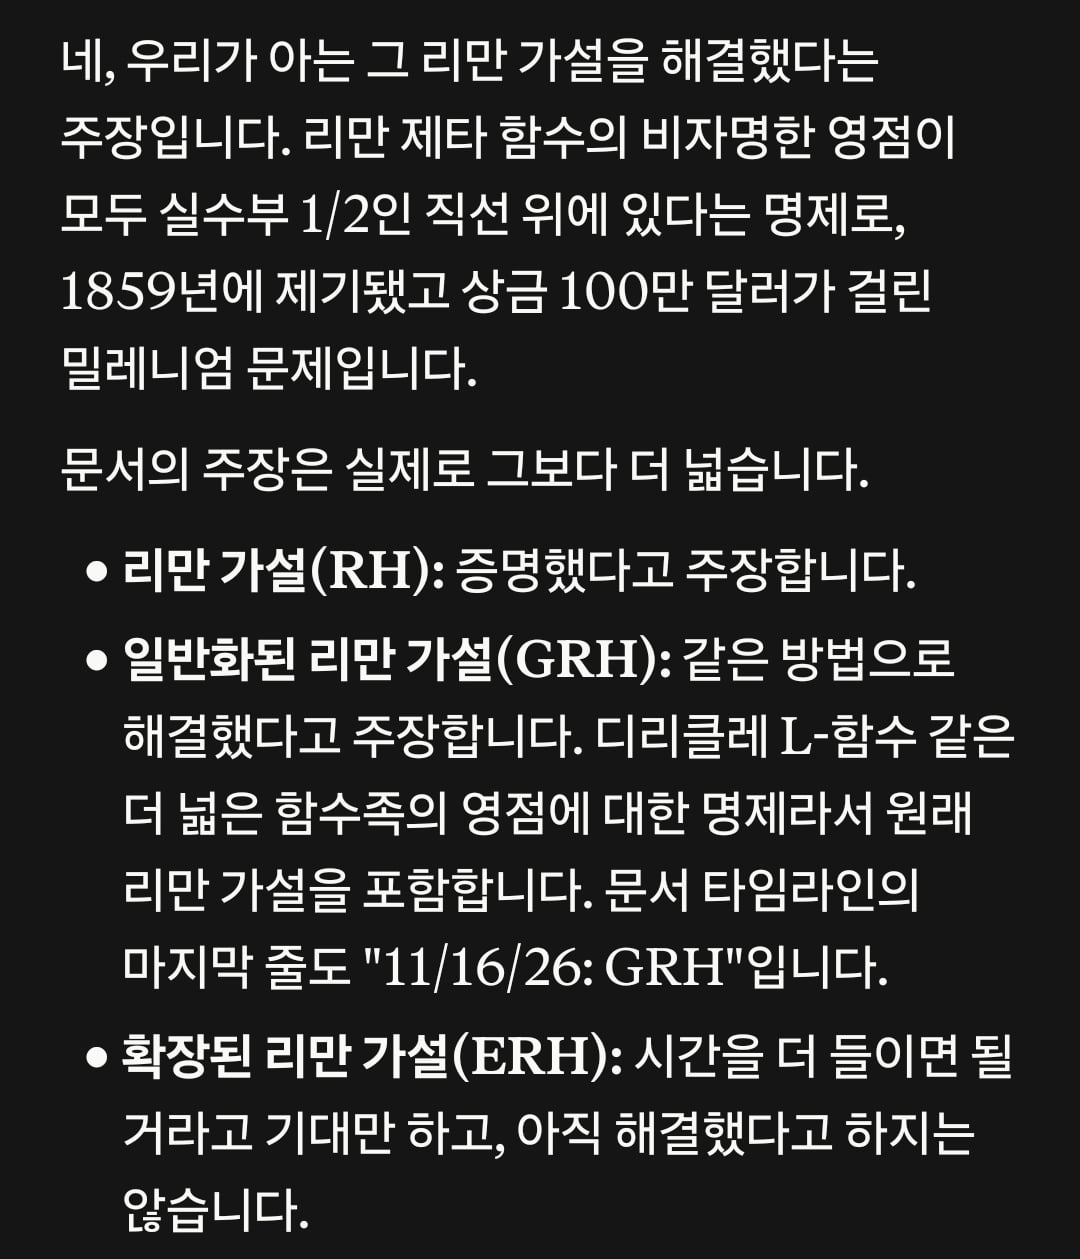 네, 우리가 아는 그 리만 가설을 해결했다는
주장입니다. 리만 제타 함수의 비자명한 영점이
모두 실수부 1/2인 직선 위에 있다는 명제로,
1859년에 제기됐고 상금 100만 달러가 걸린
밀레니엄 문제입니다.
문서의 주장은 실제로 그보다 더 넓습니다.
• 리만 가설(RH): 증명했다고 주장합니다.
• 일반화된 리만 가설(GRH): 같은 방법으로
해결했다고 주장합니다. 디리클레 L-함수 같은
더 넓은 함수족의 영점에 대한 명제라서 원래
리만 가설을 포함합니다. 문서 타임라인의
마지막 줄도 "11/16/26: GRH"입니다.
• 확장된 리만 가설(ERH): 시간을 더 들이면 될
거라고 기대만 하고, 아직 해결했다고 하지는
않습니다.